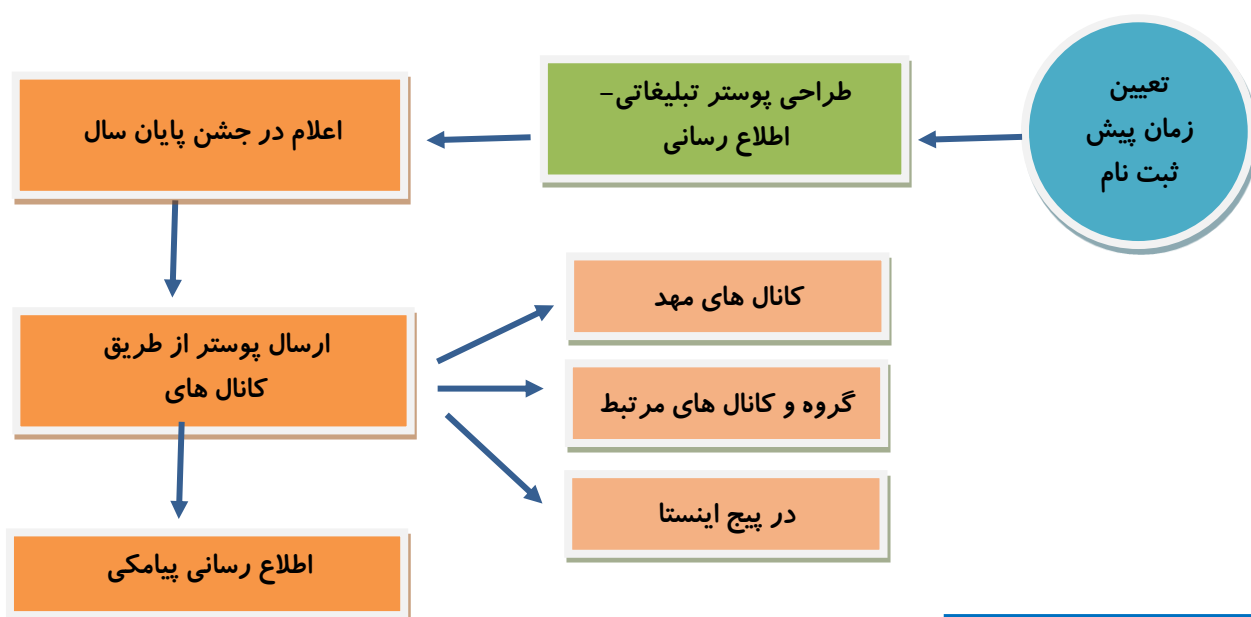 تعیین
زمان پیش
ثبت نام
طراحی پوستر تبلیغاتی-
اطلاع رسانی
اعلام در جشن پایان سال
ارسال پوستر از طریق
کانال های
کانال های مهد
گروه و کانال های مرتبط
در پیج اینستا
اطلاع رسانی پیامکی